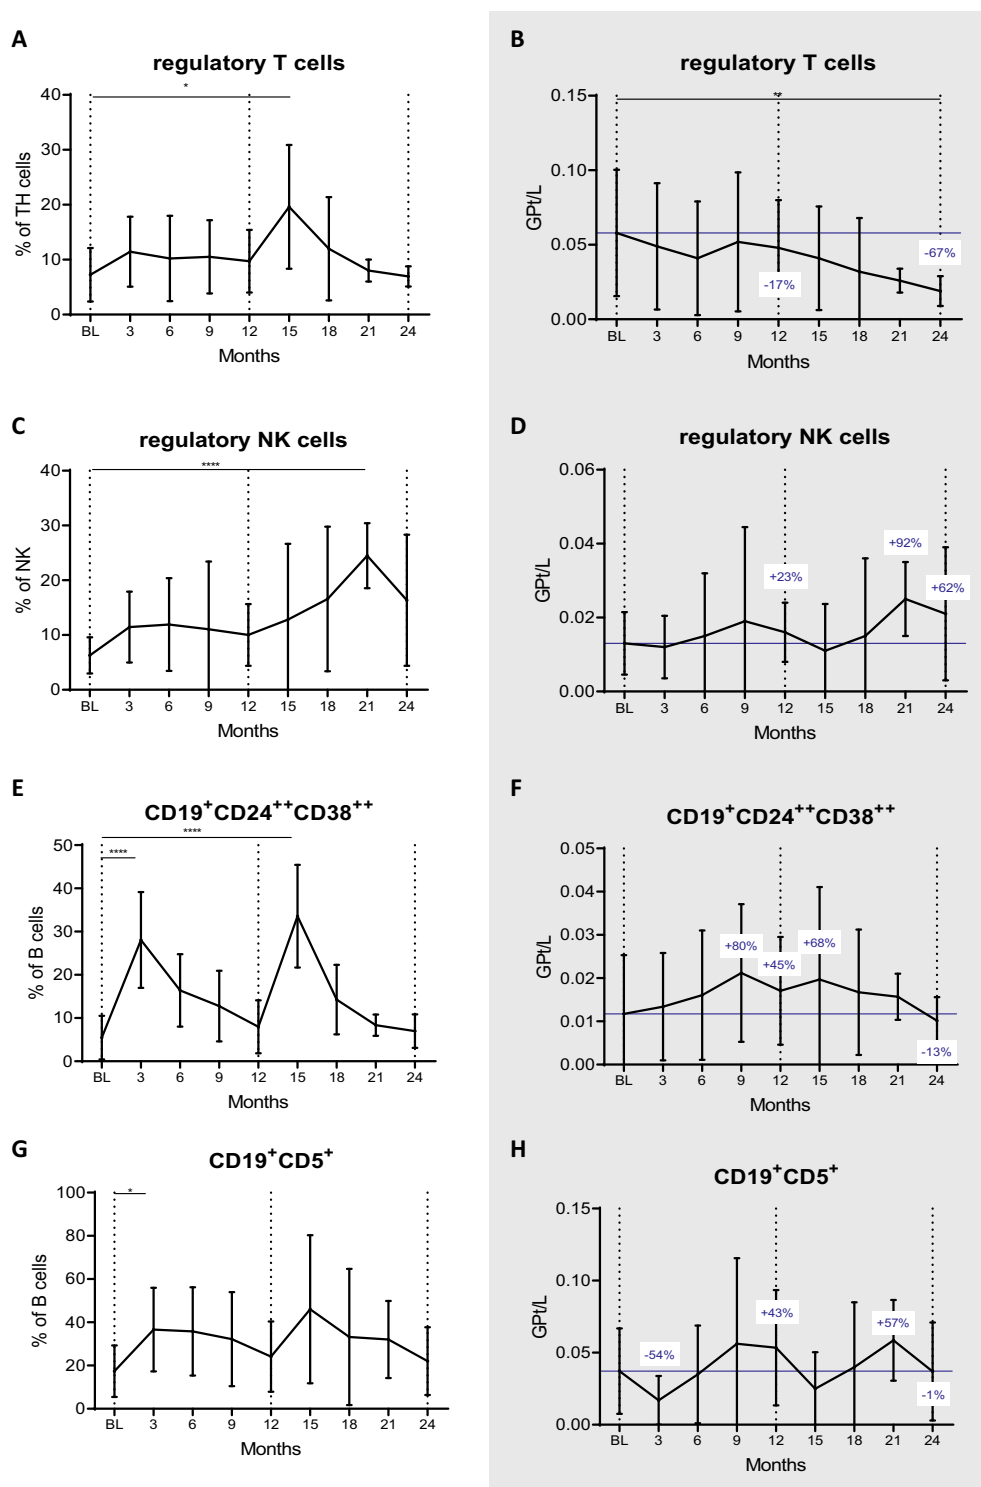 A
regulatory T cells
*
40
30
20
10
0
% of TH cells
BL 3 6 9 12 15 18 21 24
Months
B
regulatory T cells
**
0.15
0.10
0.05
0.00
GPt/L
-67%
-17%
BL 3 6 9 12 15 18 21 24
Months
C
regulatory NK cells
****
40
30
20
10
0
% of NK
BL 3 6 9 12 15 18 21 24
Months
D
regulatory NK cells
0.06
0.04
0.02
0.00
GPt/L
+92%
+23%
+62%
BL 3 6 9 12 15 18 21 24
Months
E
CD19+CD24++CD38++
****
****
50
40
30
20
10
0
% of B cells
BL 3 6 9 12 15 18 21 24
Months
F
CD19+CD24++CD38++
0.05
0.04
0.03
0.02
0.01
0.00
GPt/L
+80%
+68%
+45%
-13%
BL 3 6 9 12 15 18 21 24
Months
G
CD19+CD5+
*
100
80
60
40
20
0
% of B cells
BL 3 6 9 12 15 18 21 24
Months
H
CD19+CD5+
0.15
0.10
0.05
0.00
GPt/L
+43%
+57%
-54%
-1%
BL 3 6 9 12 15 18 21 24
Months